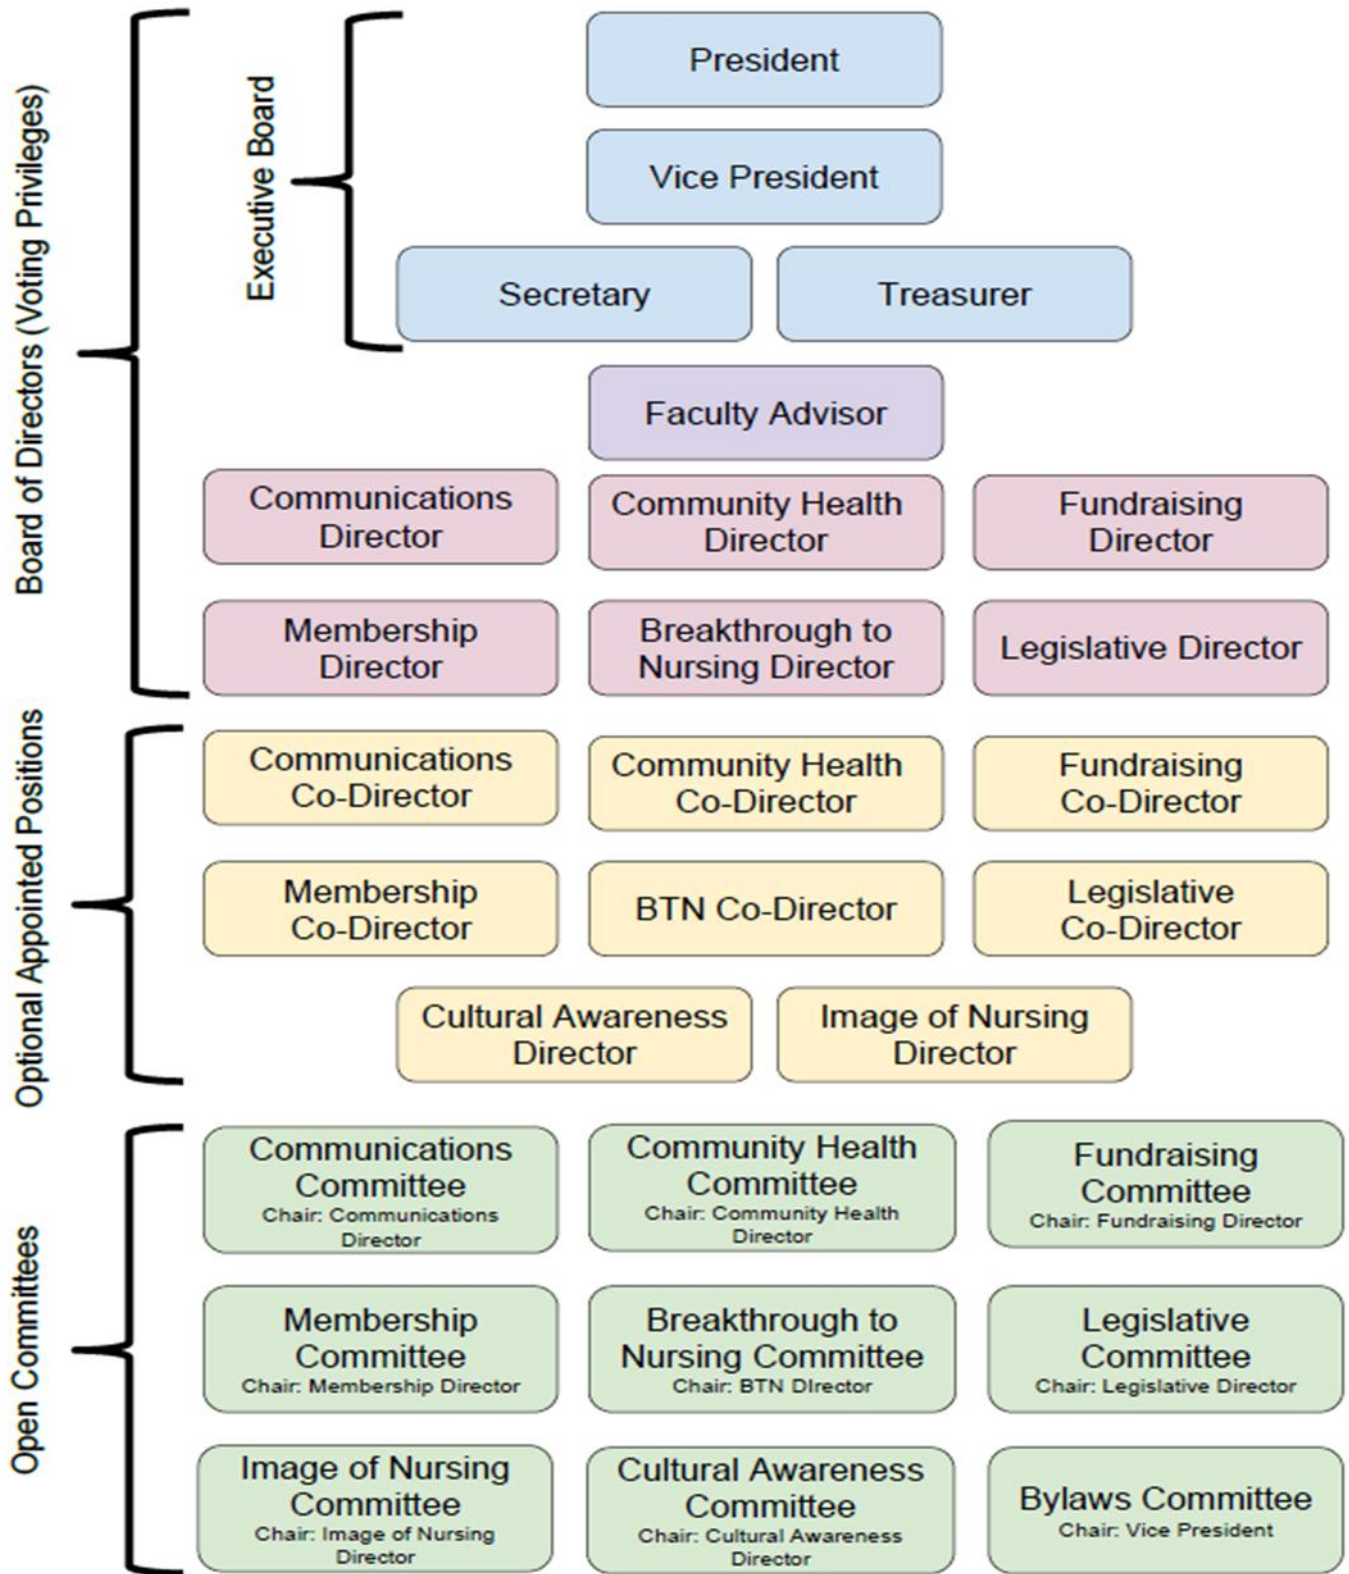 Board of Directors (Voting Privileges)
Executive Board
President
Vice President
Secretary
Treasurer
Faculty Advisor
Communications
Director
Community Health
Director
Fundraising
Director
Membership
Director
Breakthrough to
Nursing Director
Legislative Director
Optional Appointed Positions
Communications
Co-Director
Community Health
Co-Director
Fundraising
Co-Director
Membership
Co-Director
BTN Co-Director
Legislative
Co-Director
Cultural Awareness
Director
Image of Nursing
Director
Open Committees
Communications
Committee
Chair: Communications
Director
Community Health
Committee
Chair: Community Health
Director
Fundraising
Committee
Chair: Fundraising Director
Membership
Committee
Chair: Membership Director
Breakthrough to
Nursing Committee
Chair: BTN DIrector
Legislative
Committee
Chair: Legislative Director
Image of Nursing
Committee
Chair: Image of Nursing
Director
Cultural Awareness
Committee
Chair: Cultural Awareness
Director
Bylaws Committee
Chair: Vice President